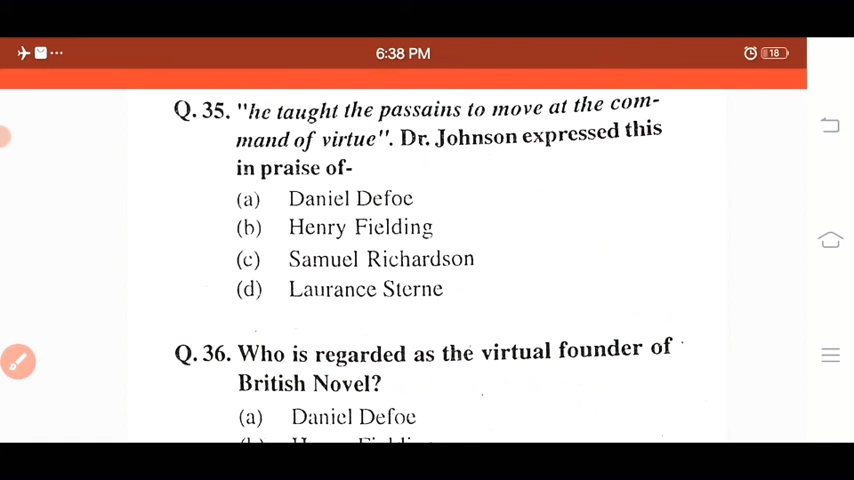 6:38 PM
18
Q. 35. "he taught the passains to move at the com-
mand of virtue". Dr. Johnson expressed this
in praise of-
(a) Daniel Defoe
(b) Henry Fielding
(c) Samuel Richardson
(d) Laurance Sterne
Q. 36. Who is regarded as the virtual founder of
British Novel?
(a) Daniel Defoe